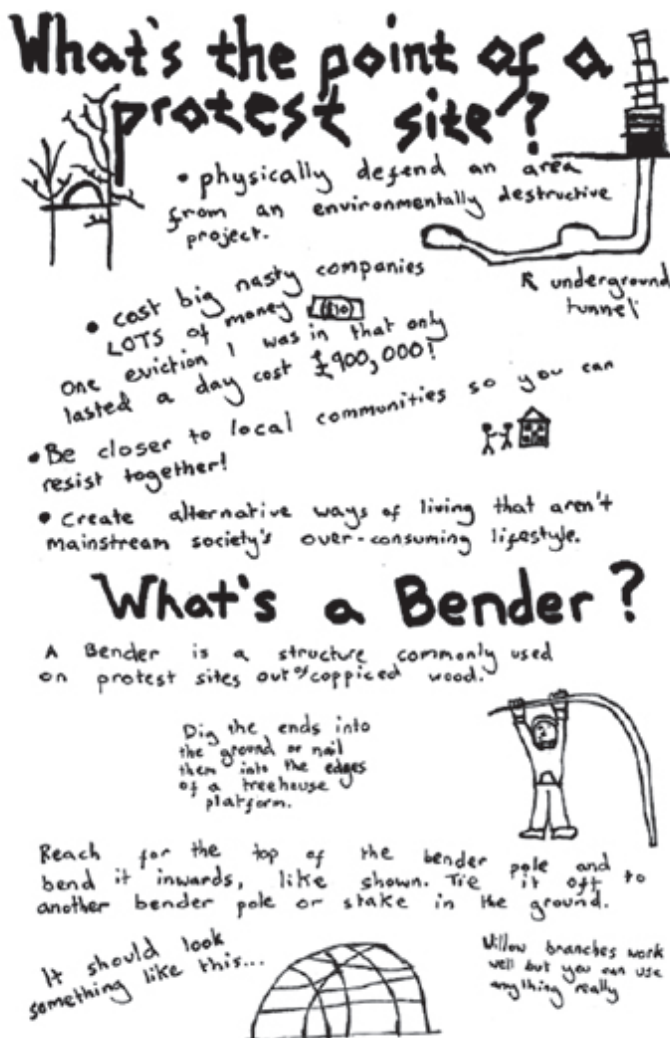 What's the point of a
protest site?
• physically defend an area
from an environmentally destructive
project.
underground
tunnel
• cost big nasty companies
LOTS of money
One eviction I was in that only
lasted a day cost £900,000!
• Be closer to local communities so you can
resist together!
• Create alternative ways of living that aren't
mainstream society's over-consuming lifestyle.
What's a Bender?
A Bender is a structure commonly used
on protest sites out of coppiced wood.
Dig the ends into
the ground or nail
them into the edges
of a treehouse
platform.
Reach for the top of the bender pole and
bend it inwards, like shown. Tie it off to
another bender pole or stake in the ground.
It should look
something like this...
Willow branches work
well but you can use
anything really